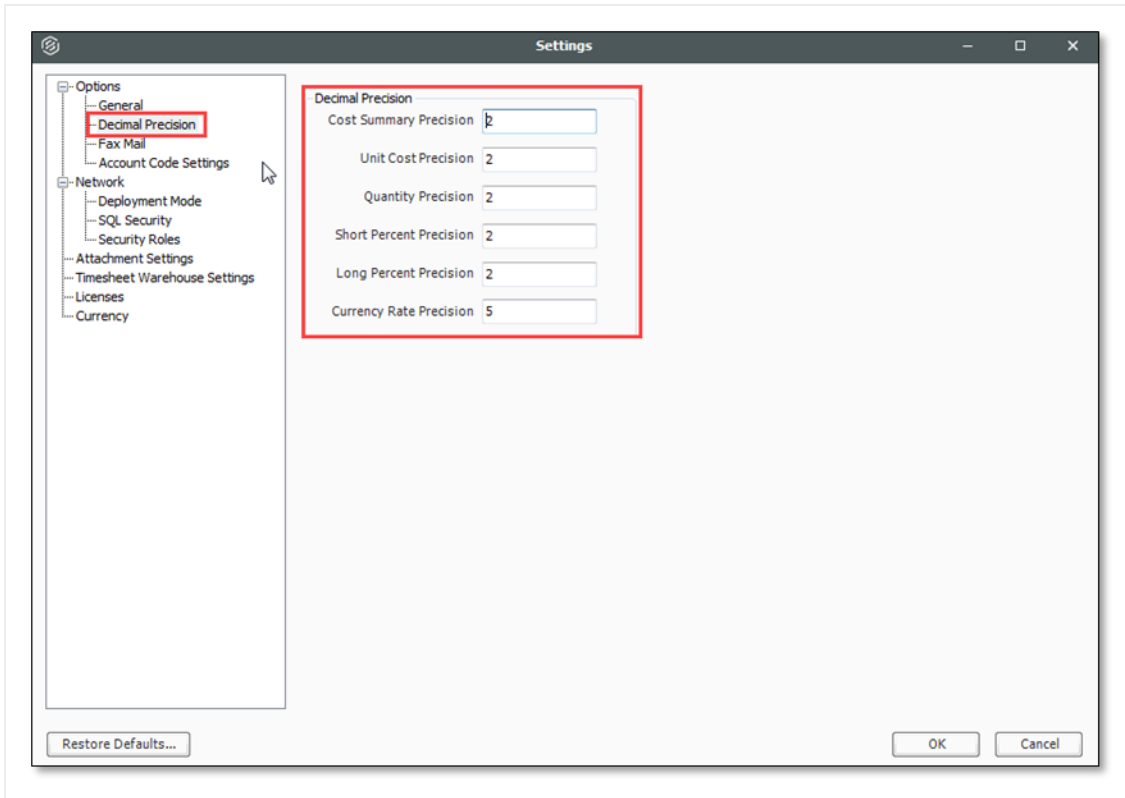 Settings
Options
General
Decimal Precision
Fax Mail
Account Code Settings
Network
Deployment Mode
SQL Security
Security Roles
Attachment Settings
Timesheet Warehouse Settings
Licenses
Currency
Decimal Precision
Cost Summary Precision 2
Unit Cost Precision 2
Quantity Precision 2
Short Percent Precision 2
Long Percent Precision 2
Currency Rate Precision 5
Restore Defaults...
OK
Cancel